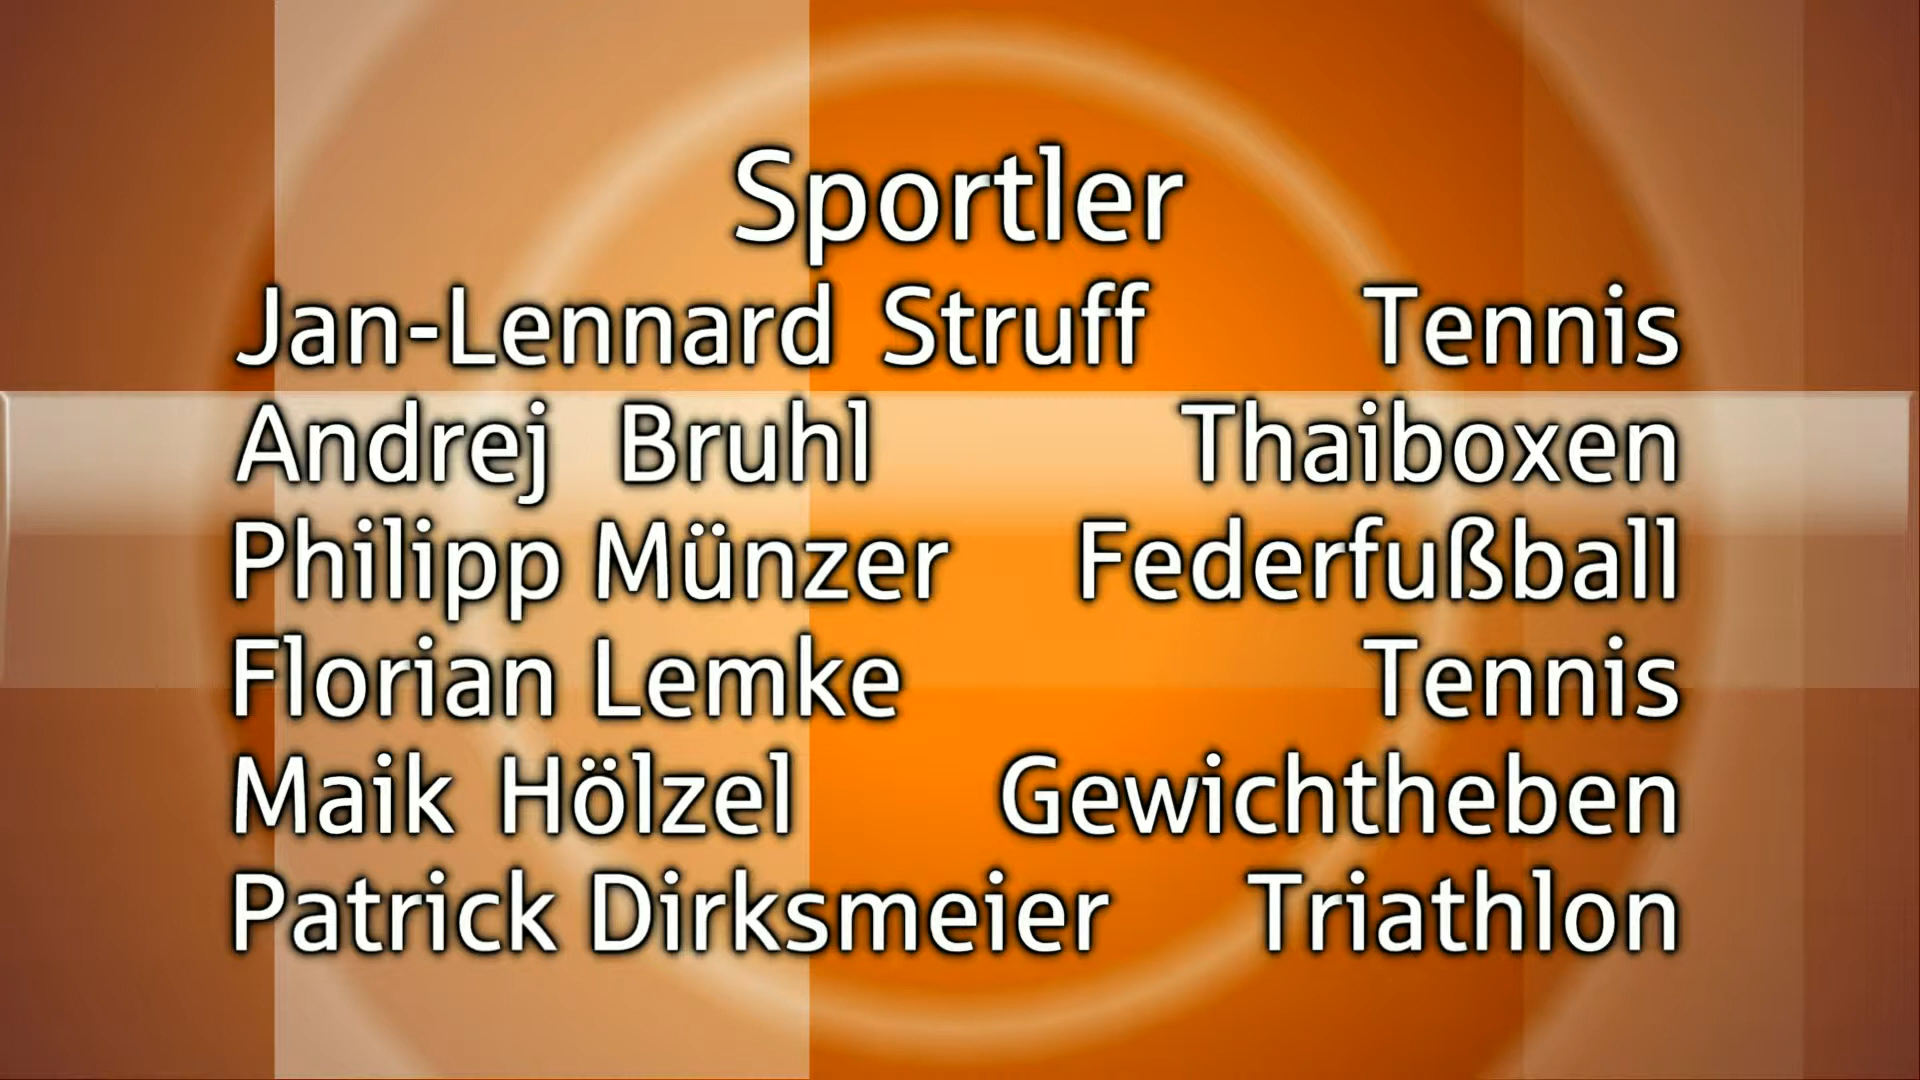 Sportler
Jan-Lennard Struff Tennis
Andrej Bruhl Thaiboxen
Philipp Münzer Federfußball
Florian Lemke Tennis
Maik Hölzel Gewichtheben
Patrick Dirksmeier Triathlon